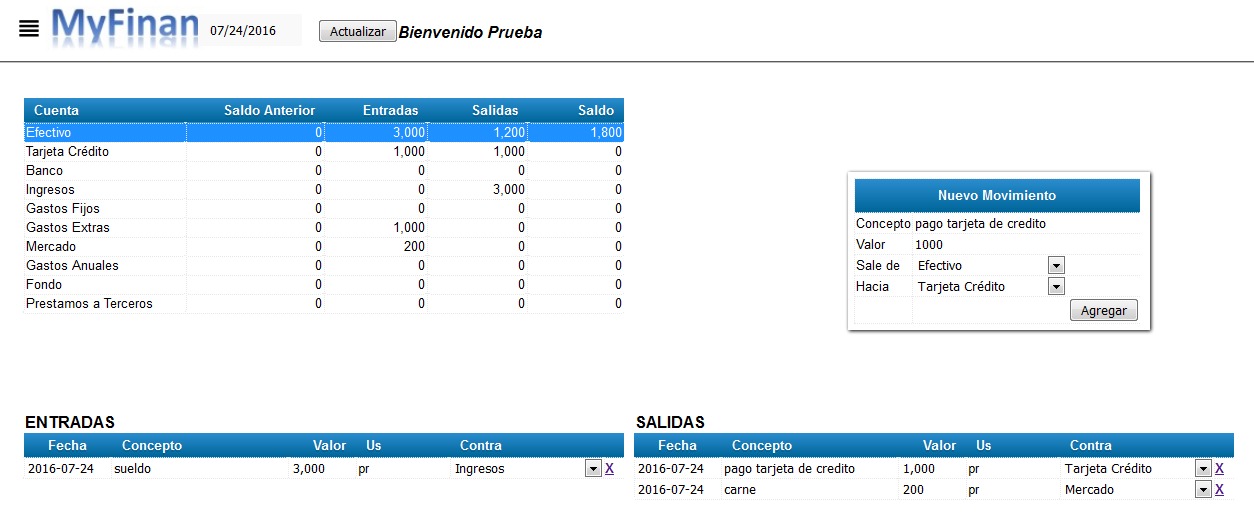 MyFinan 07/24/2016 Actualizar Bienvenido Prueba
Cuenta Saldo Anterior Entradas Salidas Saldo
Efectivo 0 3,000 1,200 1,800
Tarjeta Crédito 0 1,000 1,000 0
Banco 0 0 0 0
Ingresos 0 0 3,000 0
Gastos Fijos 0 0 0 0
Gastos Extras 0 1,000 0 0
Mercado 0 200 0 0
Gastos Anuales 0 0 0 0
Fondo 0 0 0 0
Prestamos a Terceros 0 0 0 0
Nuevo Movimiento
Concepto pago tarjeta de credito
Valor 1000
Sale de Efectivo
Hacia Tarjeta Crédito
Agregar
ENTRADAS
Fecha Concepto Valor Us Contra
2016-07-24 sueldo 3,000 pr Ingresos X
SALIDAS
Fecha Concepto Valor Us Contra
2016-07-24 pago tarjeta de credito 1,000 pr Tarjeta Crédito X
2016-07-24 carne 200 pr Mercado X